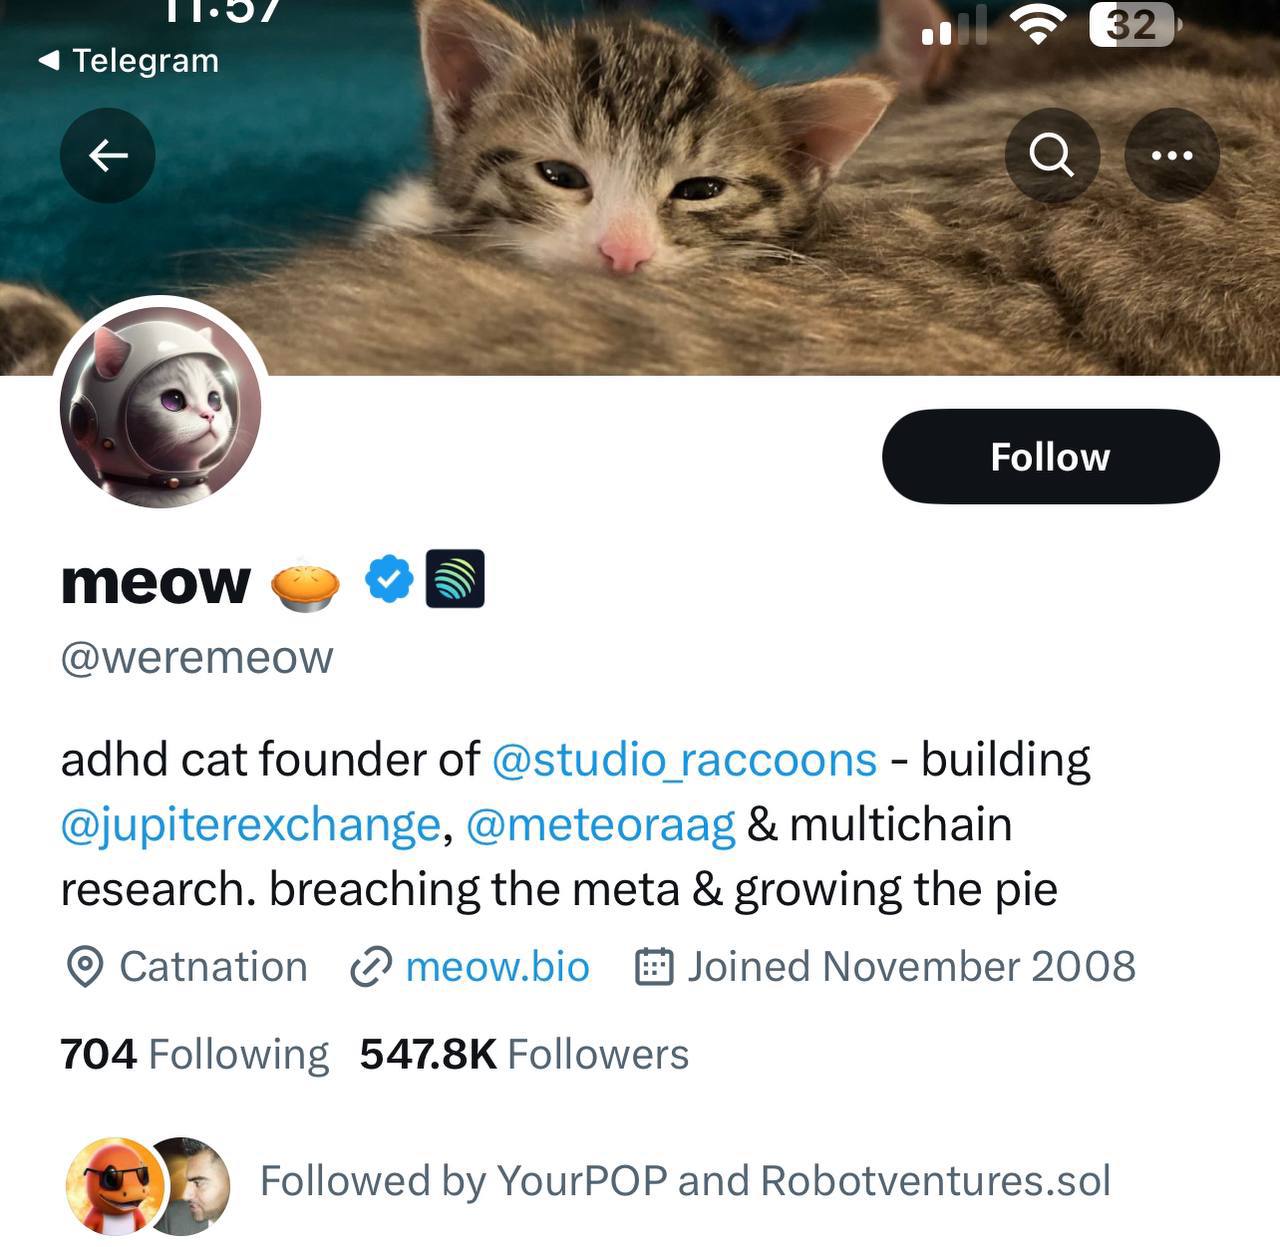 11:57
32
Telegram
Follow
meow
@weremeow
adhd cat founder of @studio_raccoons - building
@jupiterexchange, @meteoraag & multichain
research. breaching the meta & growing the pie
Catnation meow.bio Joined November 2008
704 Following 547.8K Followers
Followed by YourPOP and Robotventures.sol